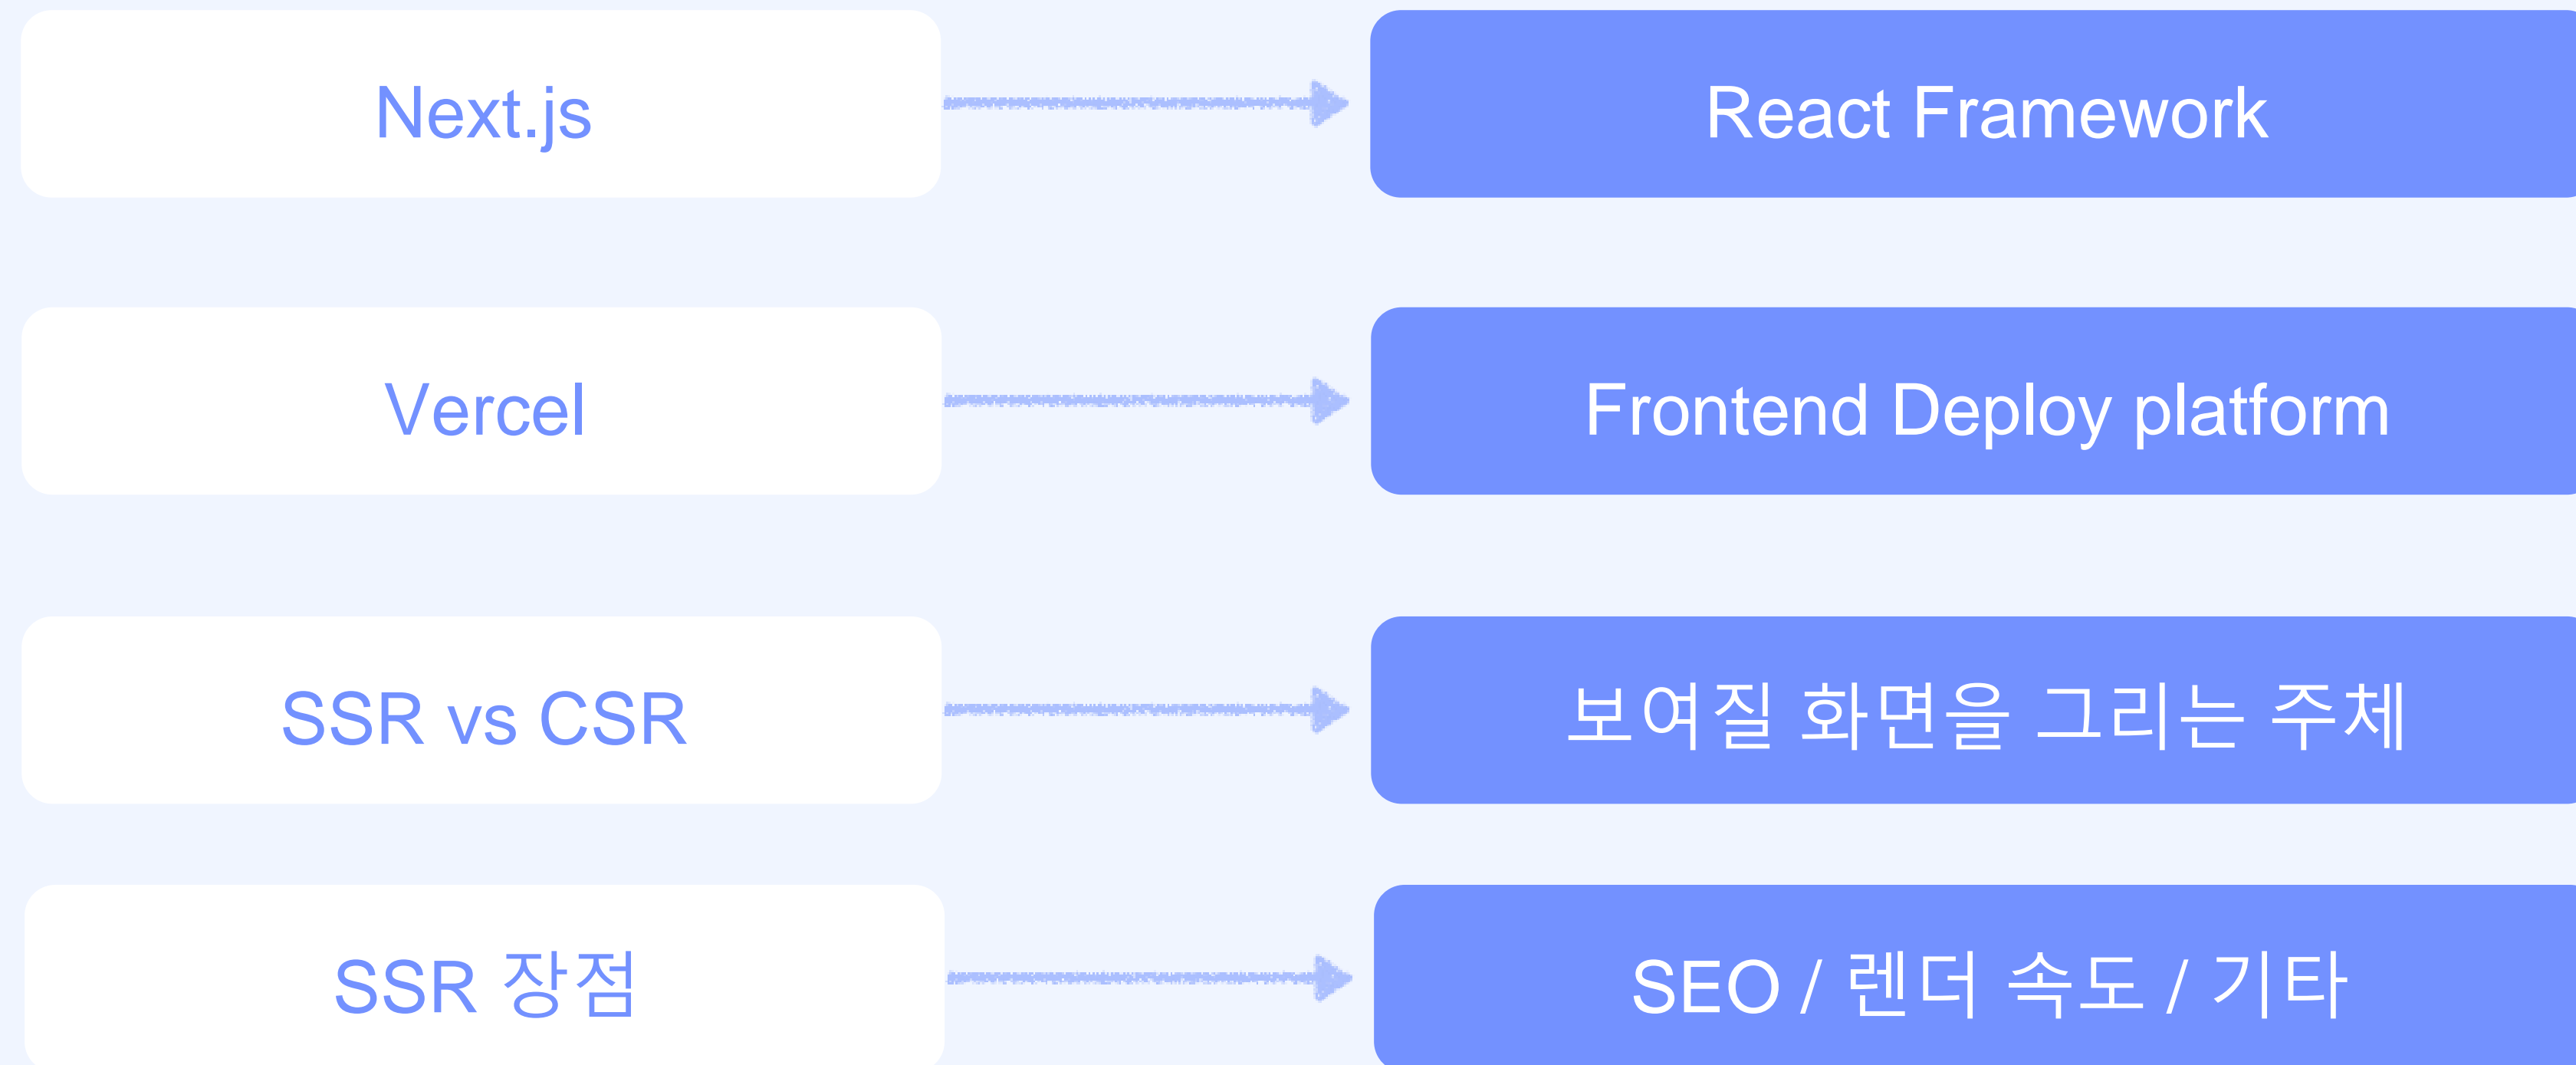 Next.js
React Framework
Vercel
Frontend Deploy platform
SSR vs CSR
보여질 화면을 그리는 주체
SSR 장점
SEO / 렌더 속도 / 기타